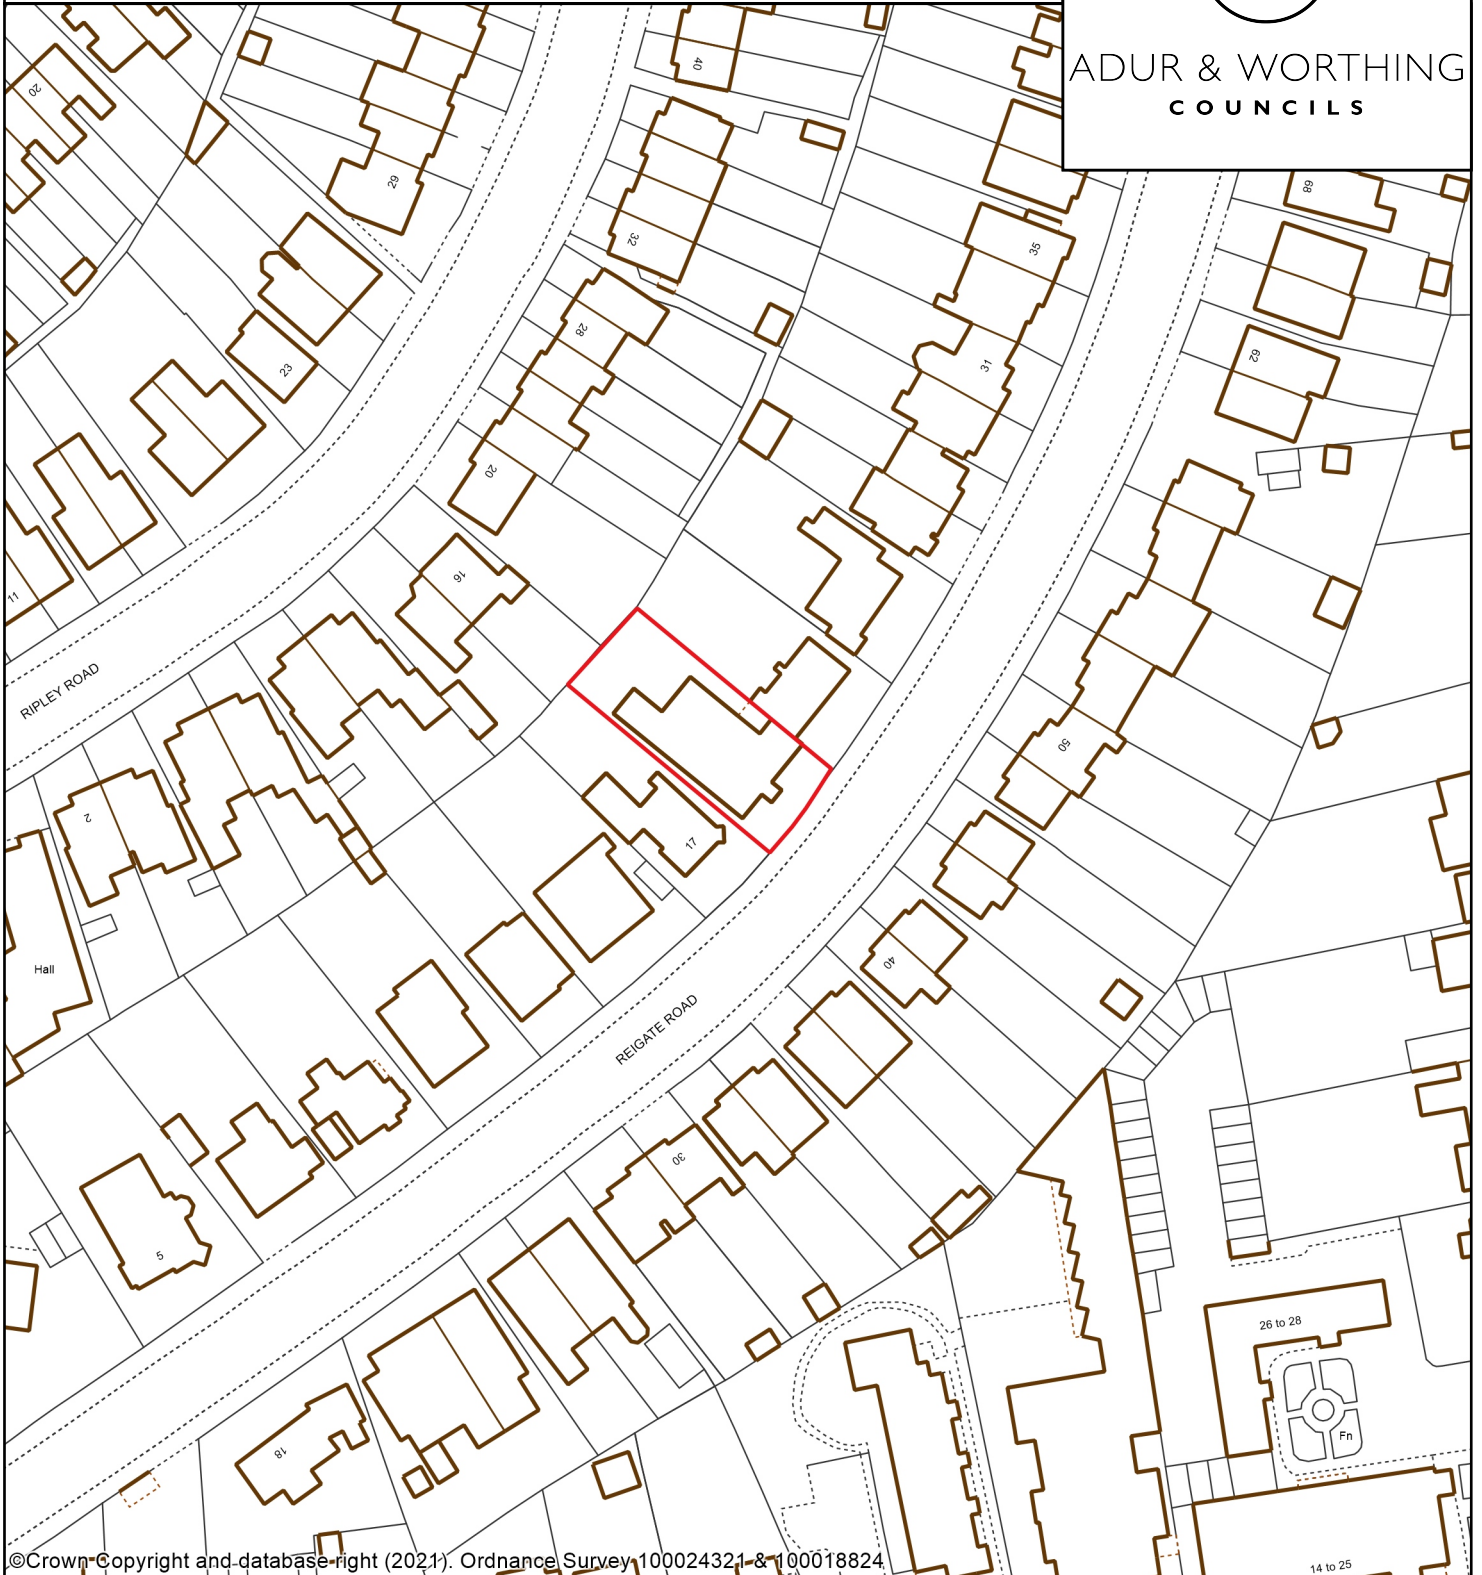 ADUR & WORTHING
COUNCILS
20
40
29
32
35
68
28
23
31
62
20
16
11
RIPLEY ROAD
50
2
17
40
Hall
REIGATE ROAD
30
5
26 to 28
18
Fn
14 to 25
©Crown Copyright and database right (2021). Ordnance Survey 100024321 & 100018824